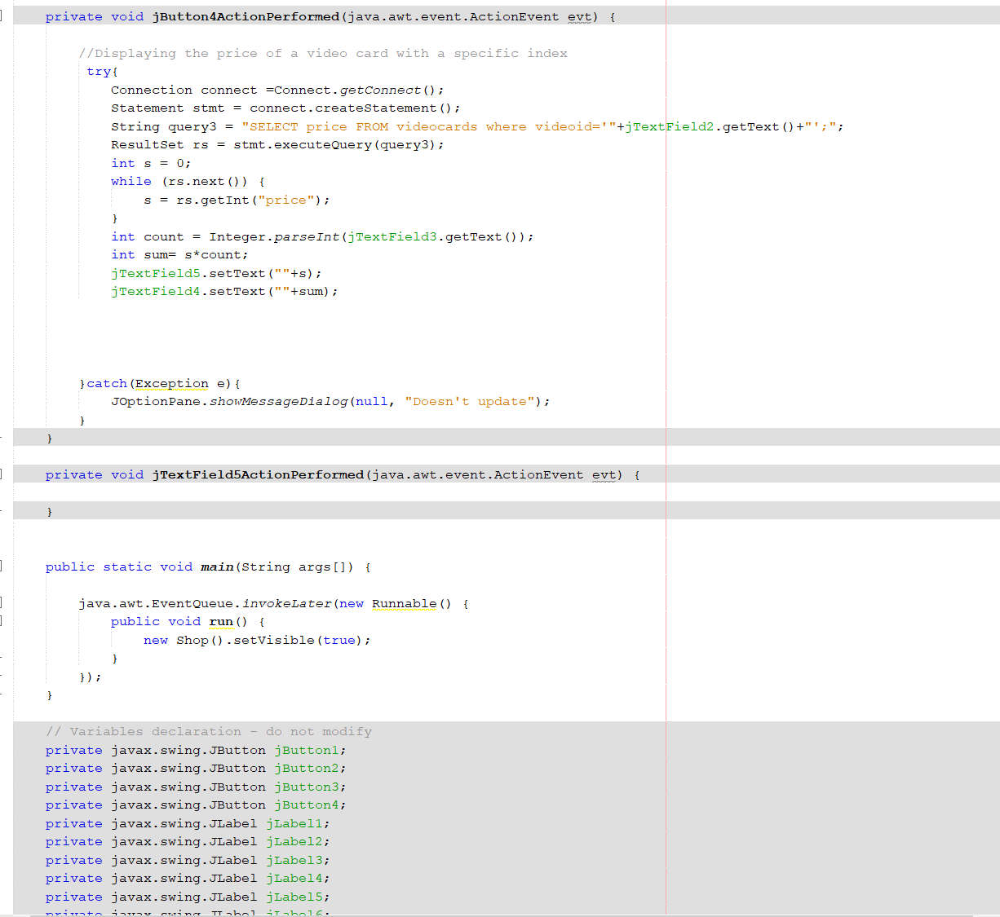 private void jButton4ActionPerformed(java.awt.event.ActionEvent evt) {
//Displaying the price of a video card with a specific index
try{
Connection connect =Connect.getConnect();
Statement stmt = connect.createStatement();
String query3 = "SELECT price FROM videocards where videoid='"+jTextField2.getText()+"';";
ResultSet rs = stmt.executeQuery(query3);
int s = 0;
while (rs.next()) {
s = rs.getInt("price");
}
int count = Integer.parseInt(jTextField3.getText());
int sum= s*count;
jTextField5.setText(""+s);
jTextField4.setText(""+sum);
}catch(Exception e){
JOptionPane.showMessageDialog(null, "Doesn't update");
}
}
private void jTextField5ActionPerformed(java.awt.event.ActionEvent evt) {
}
public static void main(String args[]) {
java.awt.EventQueue.invokeLater(new Runnable() {
public void run() {
new Shop().setVisible(true);
}
});
}
// Variables declaration - do not modify
private javax.swing.JButton jButton1;
private javax.swing.JButton jButton2;
private javax.swing.JButton jButton3;
private javax.swing.JButton jButton4;
private javax.swing.JLabel jLabel1;
private javax.swing.JLabel jLabel2;
private javax.swing.JLabel jLabel3;
private javax.swing.JLabel jLabel4;
private javax.swing.JLabel jLabel5;
private javax.swing.JLabel jLabel6;